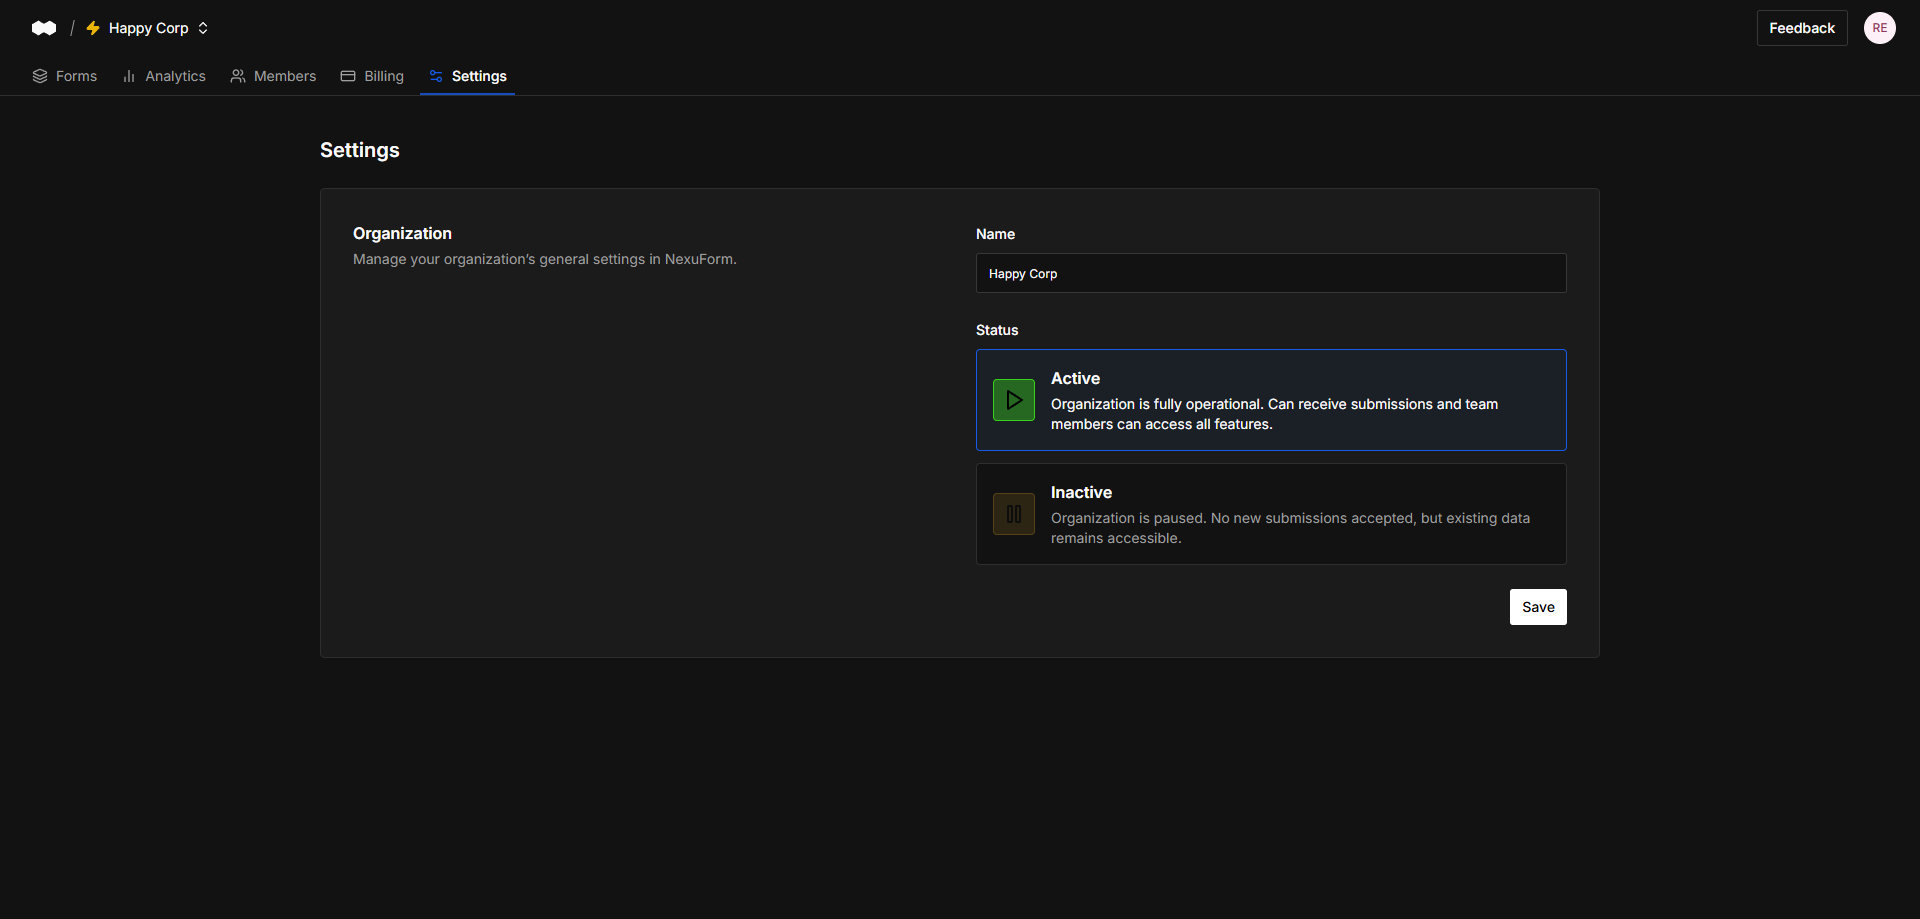 / Happy Corp
Feedback
RE
Forms
Analytics
Members
Billing
Settings
Settings
Organization
Manage your organization’s general settings in NexuForm.
Name
Happy Corp
Status
Active
Organization is fully operational. Can receive submissions and team
members can access all features.
Inactive
Organization is paused. No new submissions accepted, but existing data
remains accessible.
Save